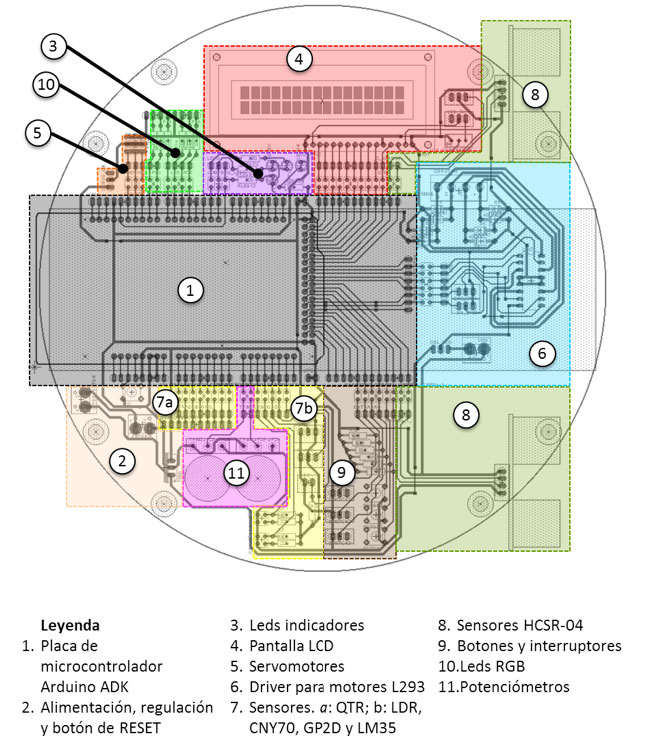 3
4
10
8
5
1
6
7a
7b
8
2
11
9
Leyenda
1. Placa de
microcontrolador
Arduino ADK
2. Alimentación, regulación
y botón de RESET
3. Leds indicadores
4. Pantalla LCD
5. Servomotores
6. Driver para motores L293
7. Sensores. a: QTR; b: LDR,
CNY70, GP2D y LM35
8. Sensores HCSR-04
9. Botones y interruptores
10.Leds RGB
11.Potenciómetros